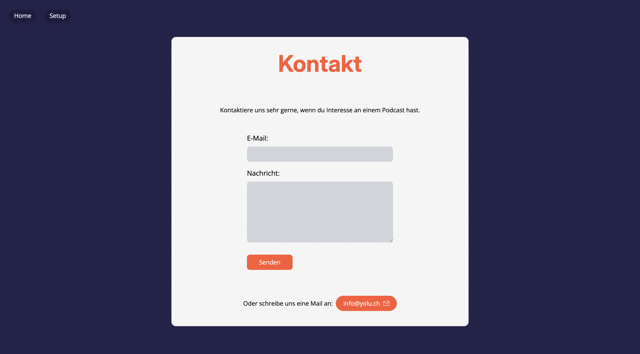 Home
Setup
Kontakt
Kontaktiere uns sehr gerne, wenn du Interesse an einem Podcast hast.
E-Mail:
Nachricht:
Senden
Oder schreibe uns eine Mail an: info@yolu.ch